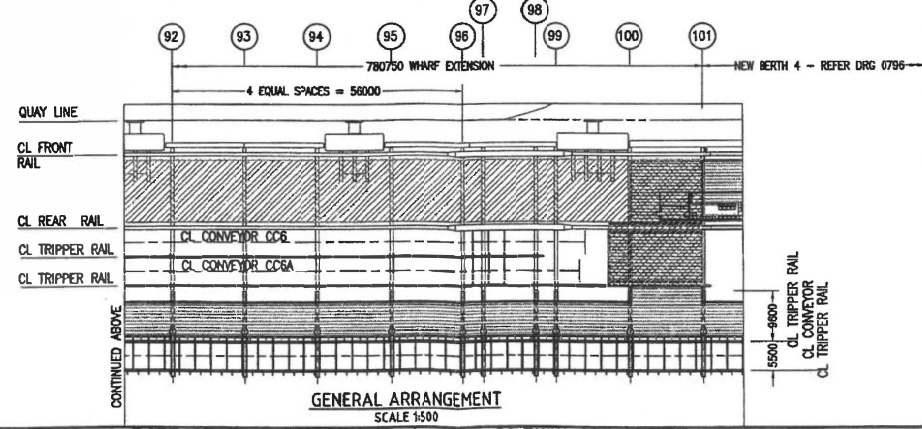 97 98
92 93 94 95 96 99 100 101
780750 WHARF EXTENSION
NEW BERTH 4 - REFER DRG 0796
4 EQUAL SPACES = 56000
QUAY LINE
CL FRONT
RAIL
CL REAR RAIL
CL CONVEYOR CC6
CL TRIPPER RAIL
CL CONVEYOR CC6A
CL TRIPPER RAIL
CONTINUED ABOVE
9600
5500
CL TRIPPER RAIL
CL CONVEYOR
CL TRIPPER RAIL
GENERAL ARRANGEMENT
SCALE 1:500